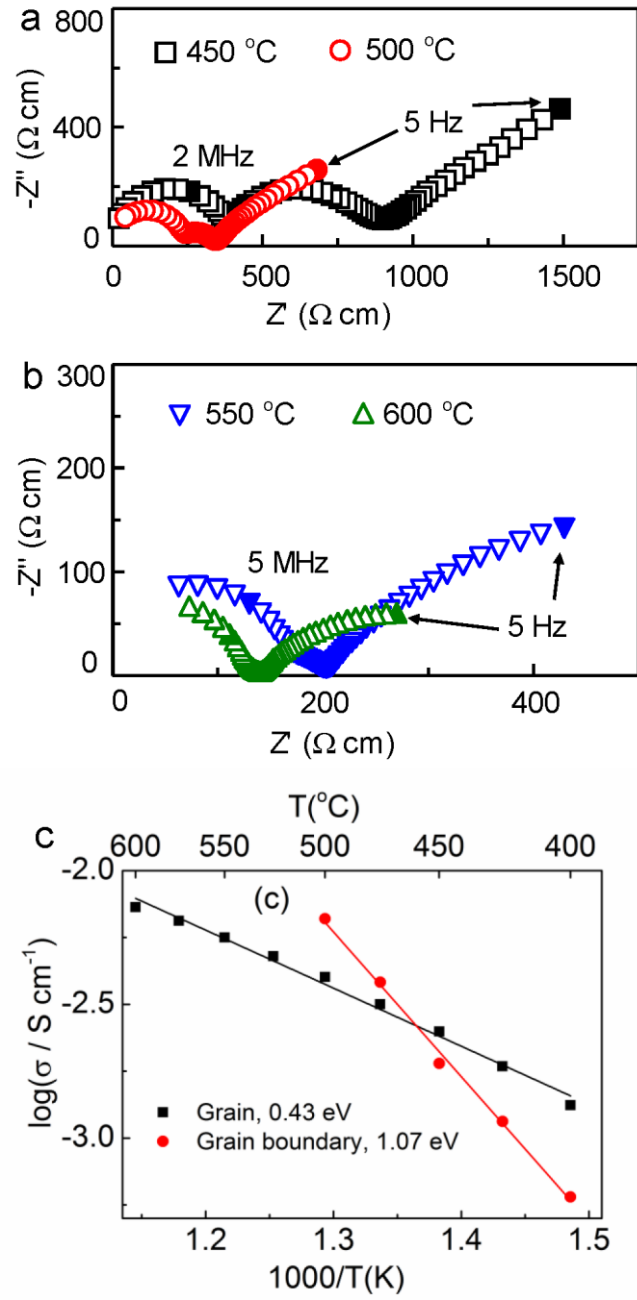 a
800
400
0
-Z'' (Ω cm)
450 °C
500 °C
5 Hz
2 MHz
0
500
1000
1500
Z' (Ω cm)
b
300
200
100
0
-Z'' (Ω cm)
550 °C
600 °C
5 MHz
5 Hz
0
200
400
Z' (Ω cm)
c
T(°C)
600
550
500
450
400
(c)
-2.0
-2.5
-3.0
log(σ / S cm⁻¹)
Grain, 0.43 eV
Grain boundary, 1.07 eV
1.2
1.3
1.4
1.5
1000/T(K)